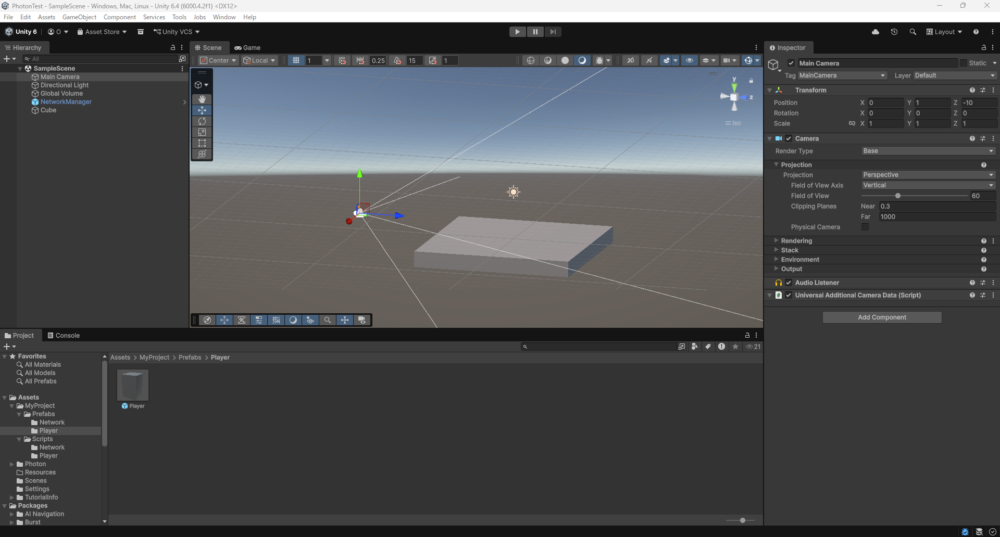 PhotonTest - SampleScene - Windows, Mac, Linux - Unity 6.4 (6000.4.2f1) <DX12>
File Edit Assets GameObject Component Services Tools Jobs Window Help
Unity 6 O Asset Store Unity VCS Layout
Hierarchy
All
SampleScene
Main Camera
Directional Light
Global Volume
NetworkManager
Cube
Scene Game
Center Local 1 0.25 15 1 2D
y
z
Iso
Inspector
Main Camera Static
Tag MainCamera Layer Default
Transform
Position X 0 Y 1 Z -10
Rotation X 0 Y 0 Z 0
Scale X 1 Y 1 Z 1
Camera
Render Type Base
Projection
Projection Perspective
Field of View Axis Vertical
Field of View 60
Clipping Planes Near 0.3
Far 1000
Physical Camera
Rendering
Stack
Environment
Output
Audio Listener
# Universal Additional Camera Data (Script)
Add Component
Project Console
21
Favorites
All Materials
All Models
All Prefabs
Assets
MyProject
Prefabs
Network
Player
Scripts
Network
Player
Photon
Resources
Scenes
Settings
TutorialInfo
Packages
AI Navigation
Burst
Assets > MyProject > Prefabs > Player
Player